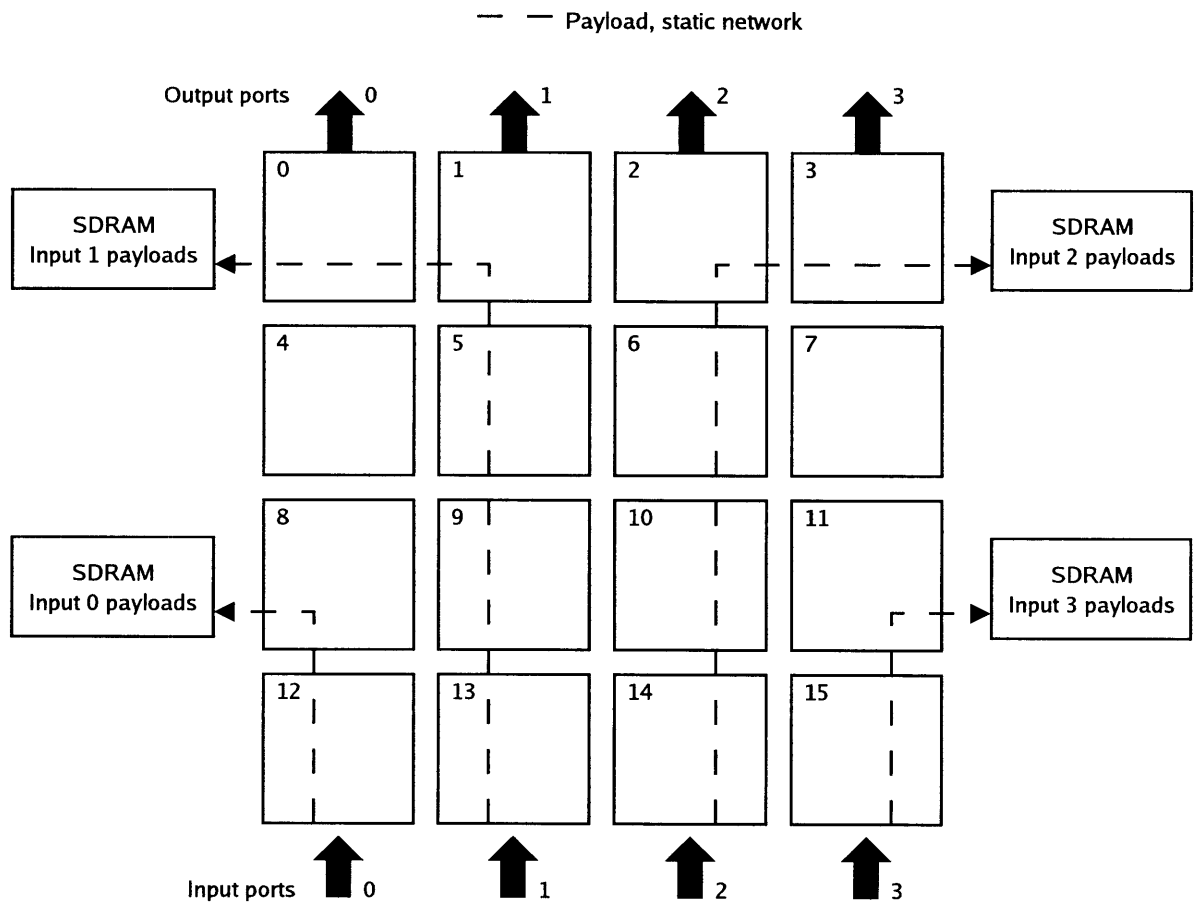 Payload, static network
Output ports 0 1 2 3
0 1 2 3
SDRAM
Input 1 payloads
SDRAM
Input 2 payloads
4 5 6 7
8 9 10 11
SDRAM
Input 0 payloads
SDRAM
Input 3 payloads
12 13 14 15
Input ports 0 1 2 3